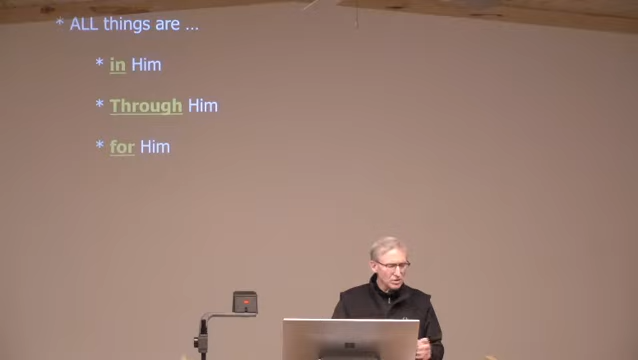 * ALL things are ...
* in Him
* Through Him
* for Him